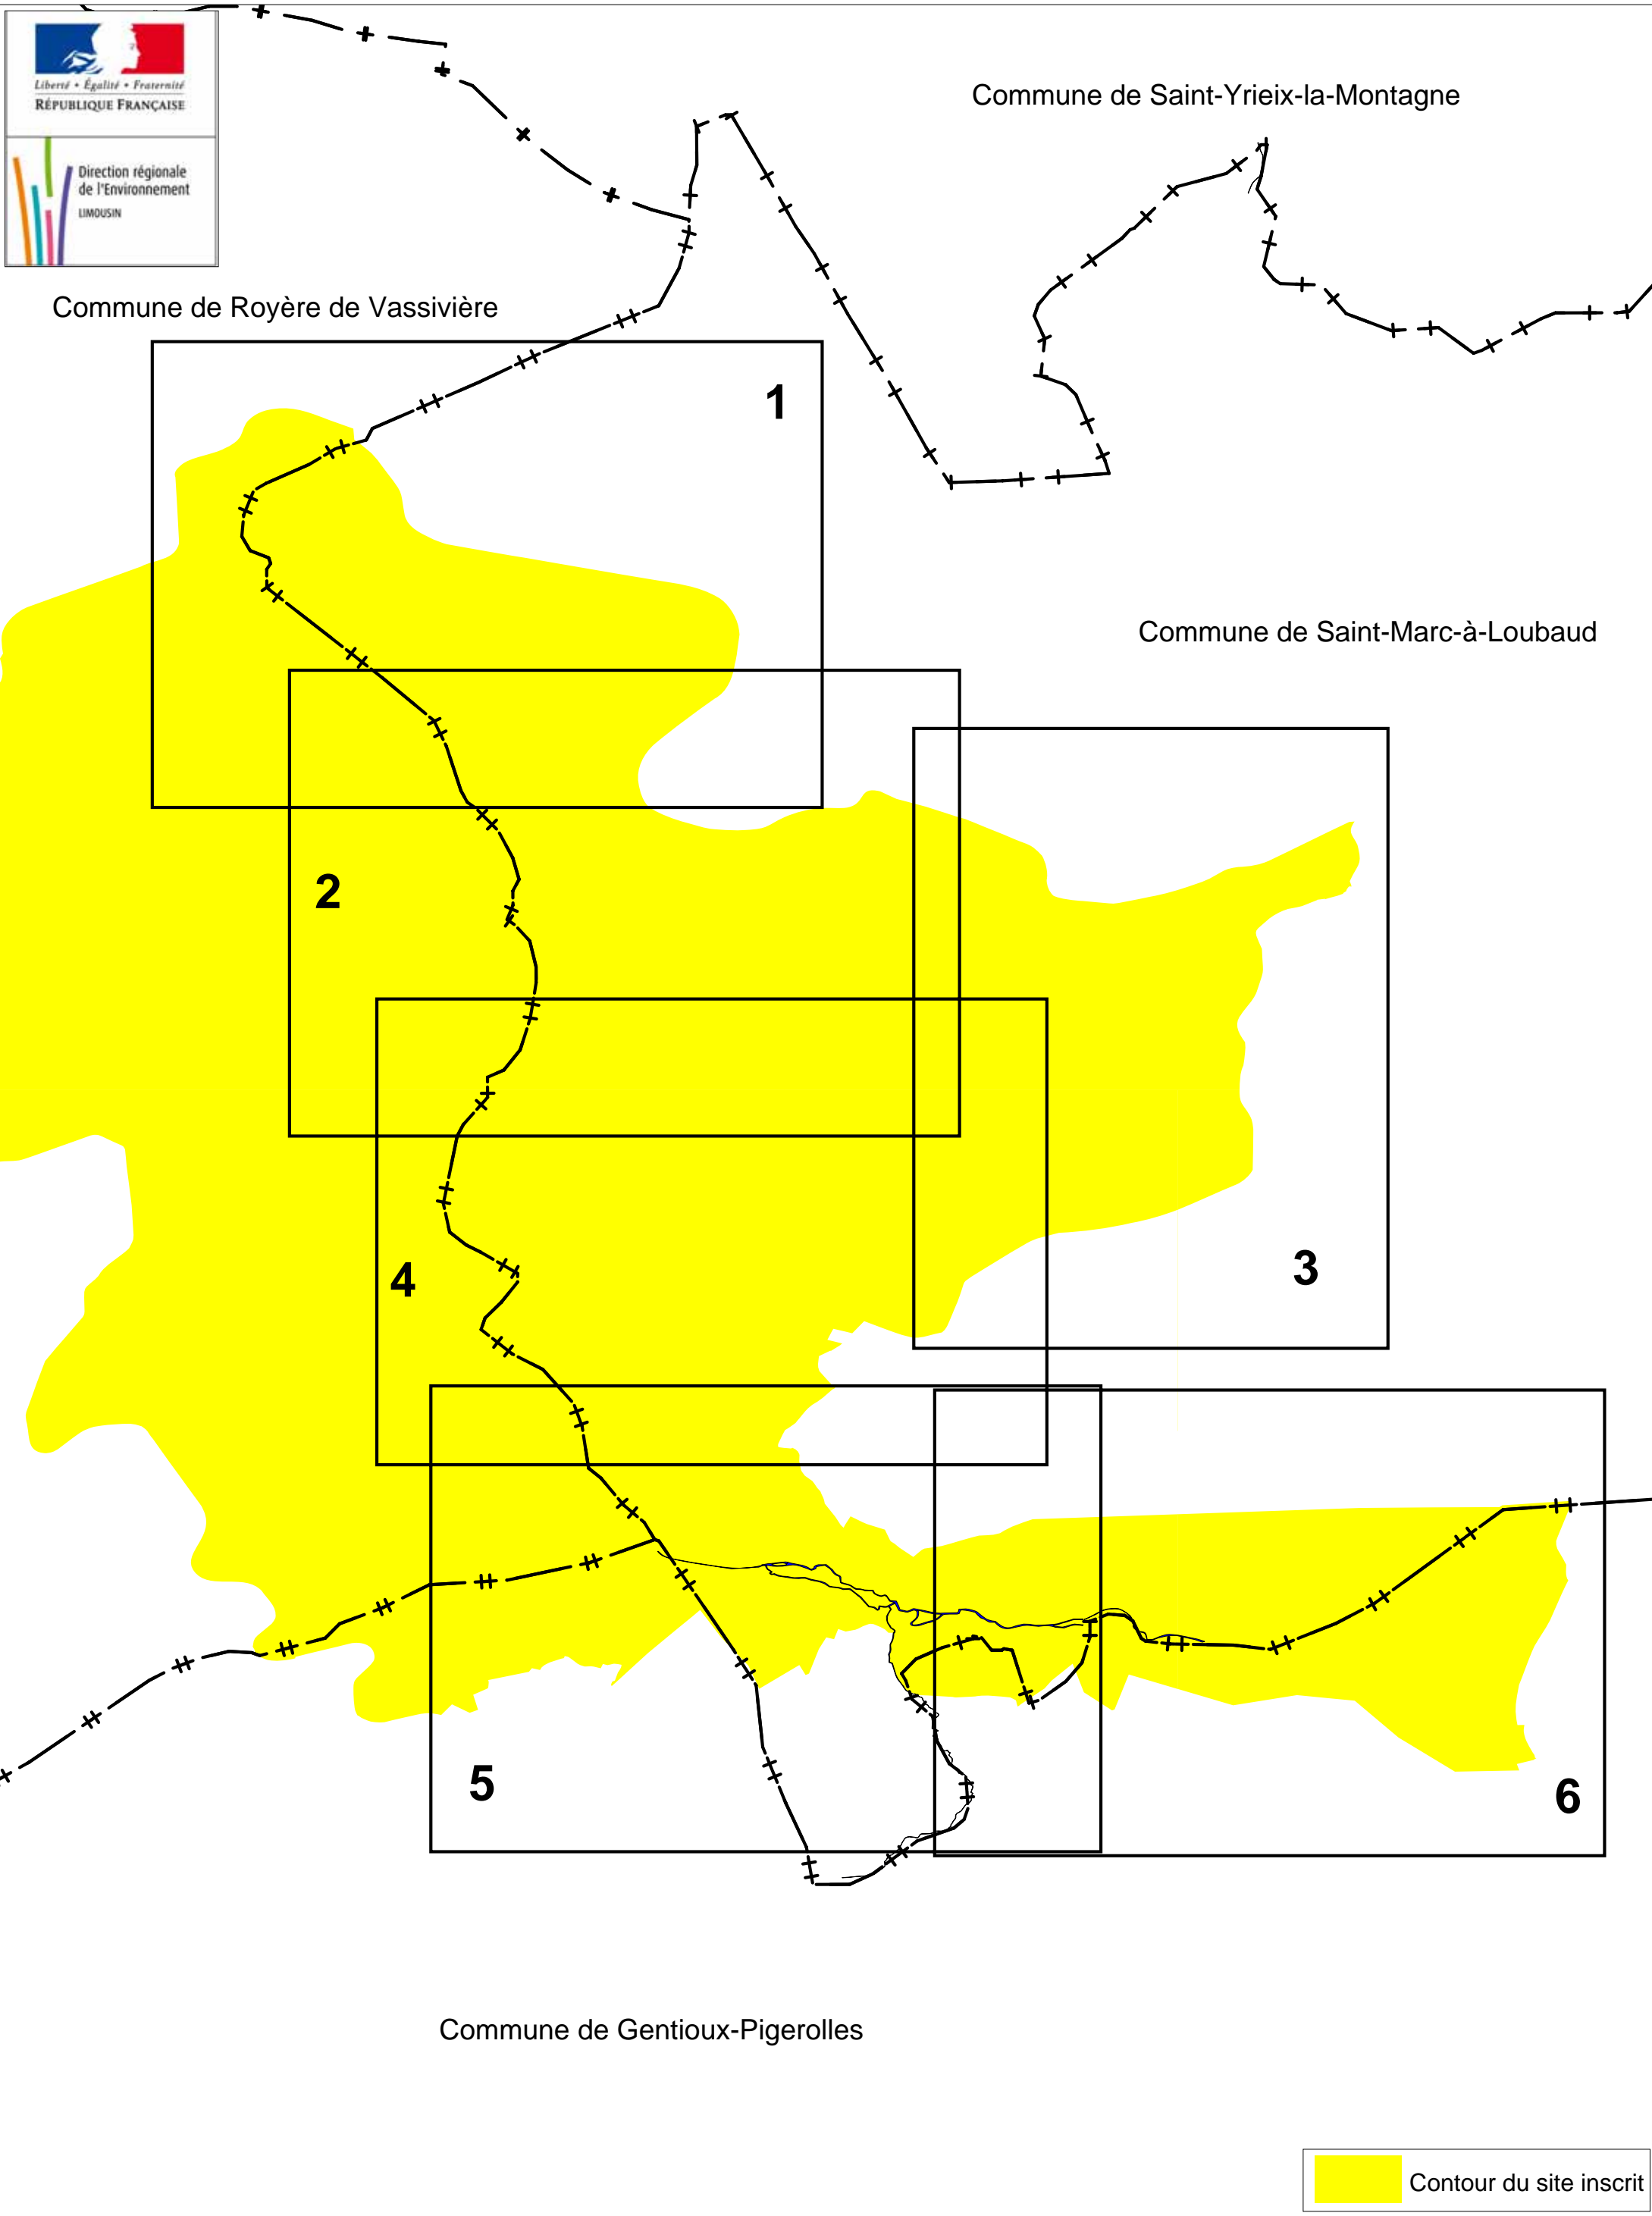 Liberté • Égalité • Fraternité
RÉPUBLIQUE FRANÇAISE
Direction régionale
de l'Environnement
LIMOUSIN
Commune de Saint-Yrieix-la-Montagne
Commune de Royère de Vassivière
1
Commune de Saint-Marc-à-Loubaud
2
3
4
5
6
Commune de Gentioux-Pigerolles
Contour du site inscrit